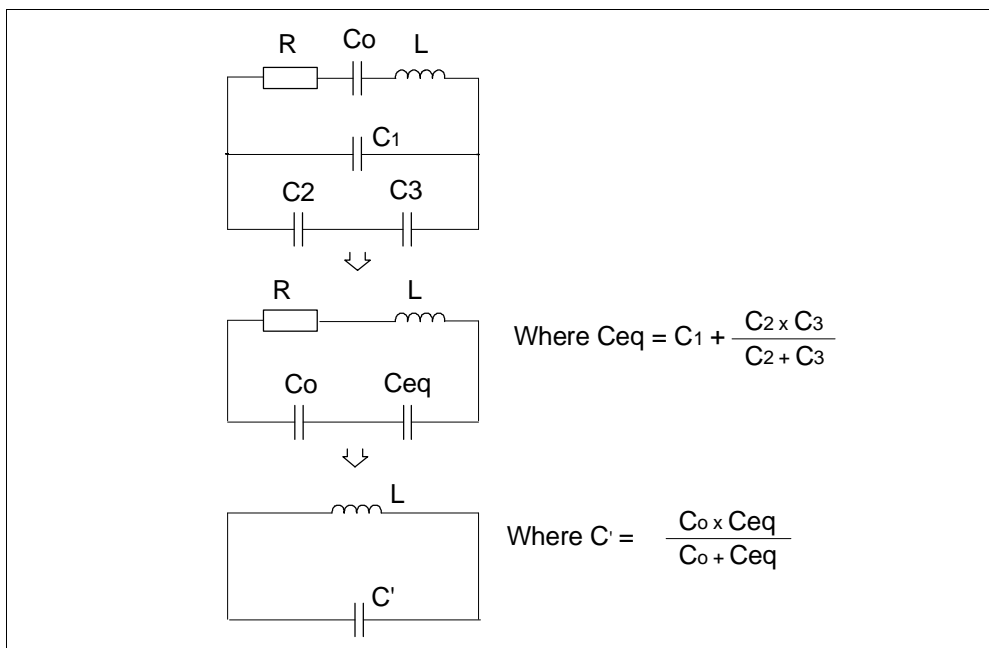 R Co L
C1
C2 C3
R L
Where Ceq = C1 + C2 x C3
C2 + C3
Co Ceq
L
Where C' = Co x Ceq
Co + Ceq
C'